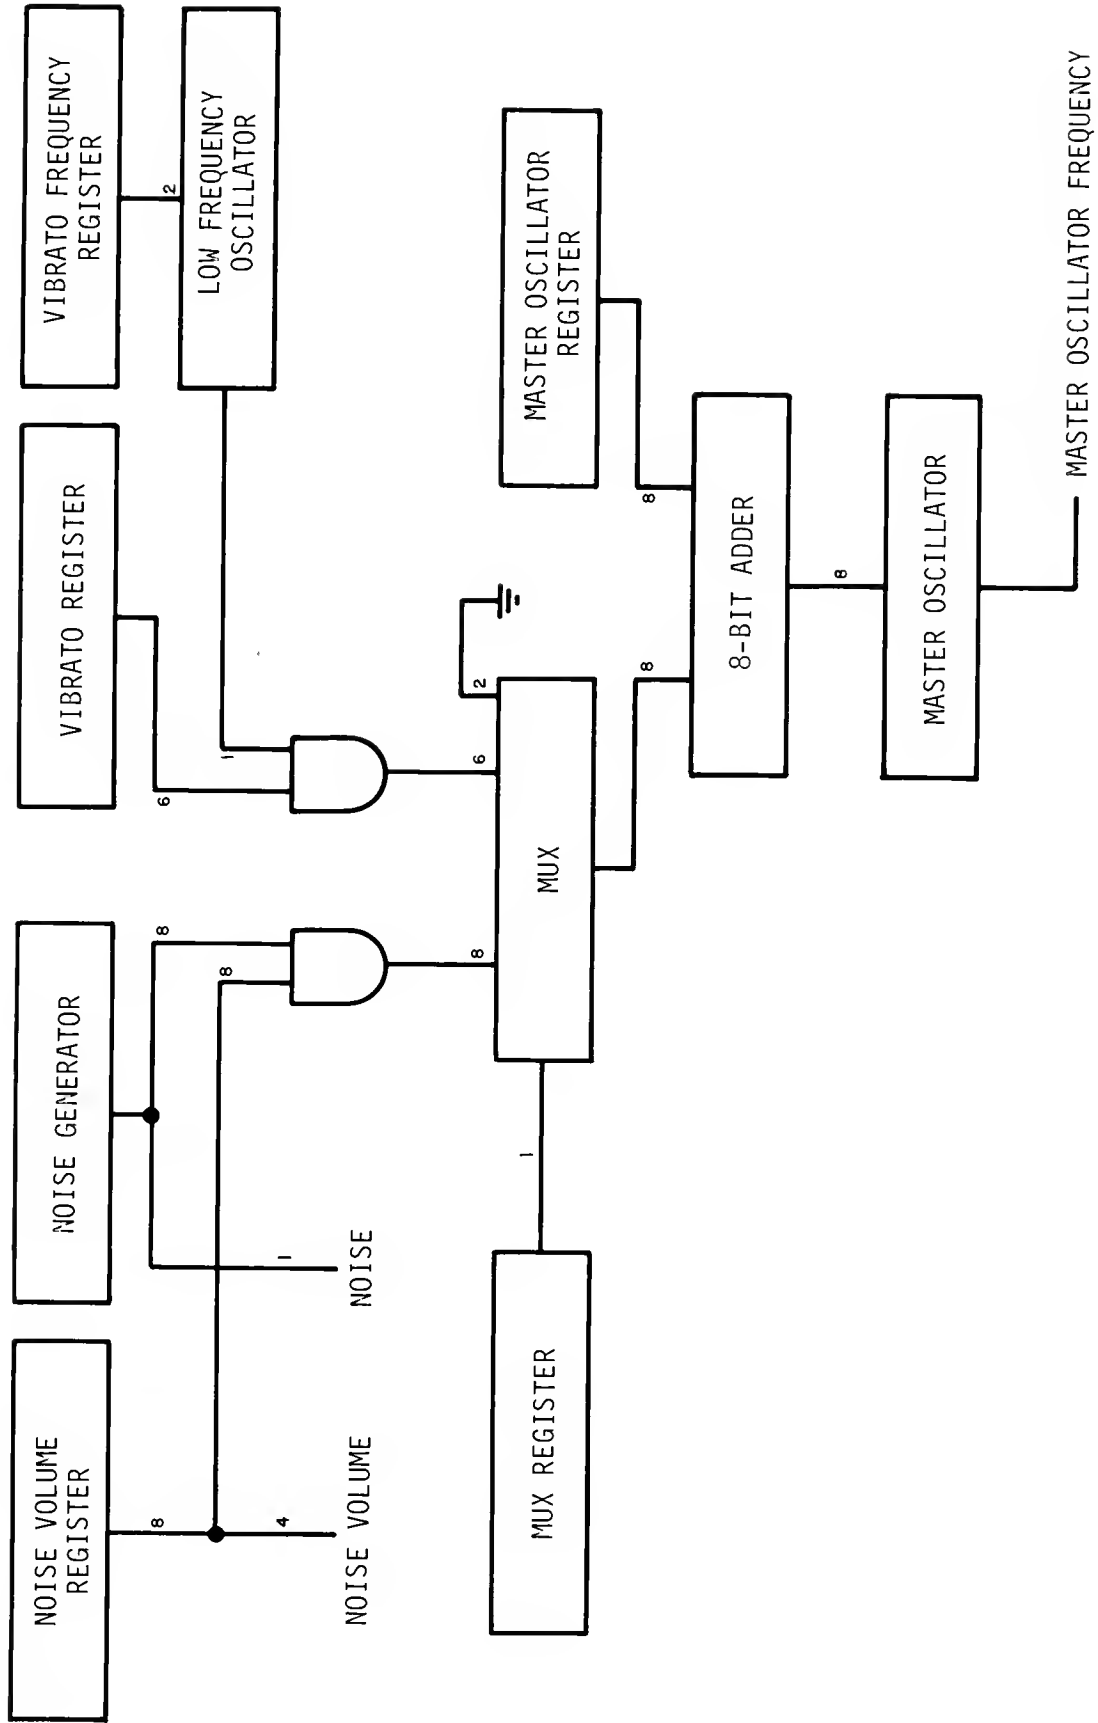 NOISE VOLUME
REGISTER
NOISE GENERATOR
VIBRATO REGISTER
VIBRATO FREQUENCY
REGISTER
8
8
6
2
LOW FREQUENCY
OSCILLATOR
8
1
4
1
NOISE VOLUME
NOISE
8
6
2
MUX REGISTER
1
MUX
MASTER OSCILLATOR
REGISTER
8
8
8-BIT ADDER
8
MASTER OSCILLATOR
MASTER OSCILLATOR FREQUENCY